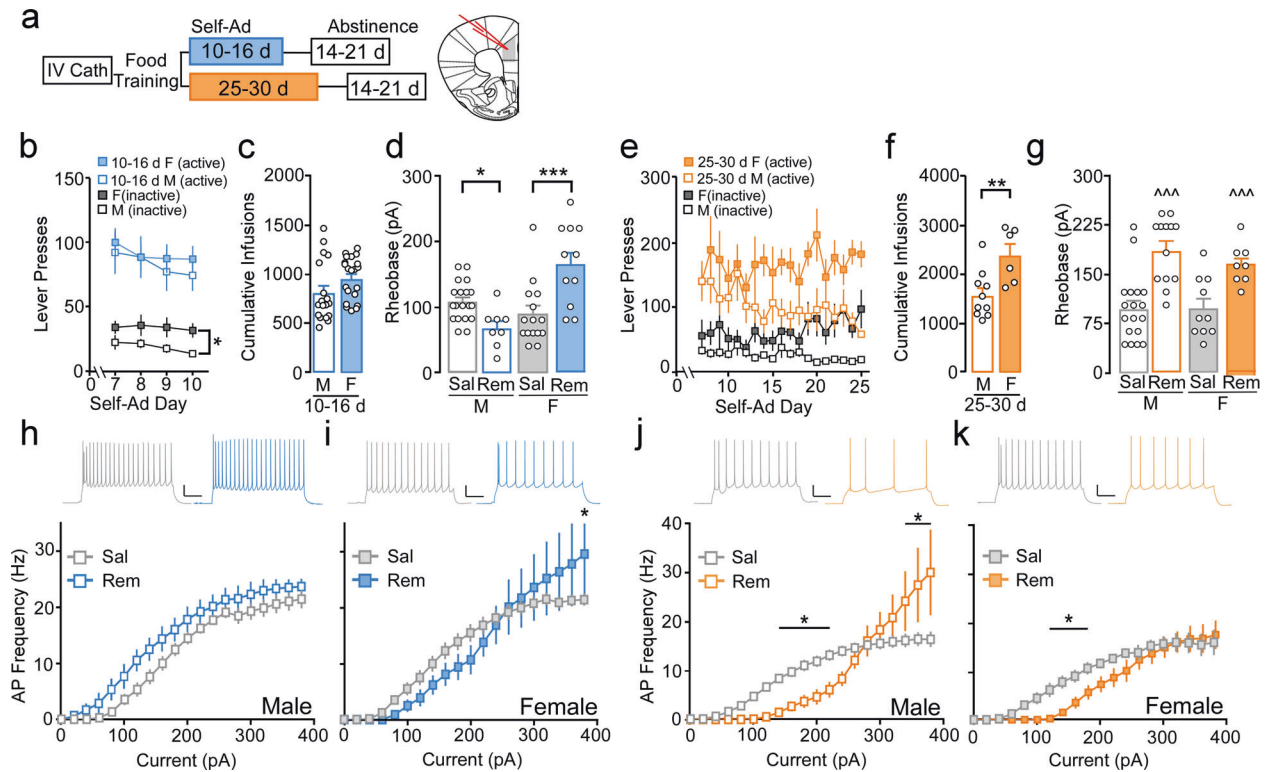 a
Self-Ad
Abstinence
10-16 d
14-21 d
IV Cath
Food
Training
25-30 d
14-21 d
b
10-16 d F (active)
10-16 d M (active)
F (inactive)
M (inactive)
Lever Presses
150
100
50
0
*
0
7
8
9
10
Self-Ad Day
c
Cumulative Infusions
2000
1500
1000
500
0
M
F
10-16 d
d
Rheobase (pA)
300
200
100
0
*
***
Sal
Rem
Sal
Rem
M
F
e
25-30 d F (active)
25-30 d M (active)
F(inactive)
M (inactive)
Lever Presses
300
200
100
0
0
10
15
20
25
Self-Ad Day
f
Cumulative Infusions
4000
3000
2000
1000
0
**
M
F
25-30 d
g
Rheobase (pA)
300
225
150
75
0
^^^
^^^
Sal
Rem
Sal
Rem
M
F
h
Sal
Rem
AP Frequency (Hz)
30
20
10
0
0
100
200
300
400
Male
Current (pA)
i
*
Sal
Rem
0
100
200
300
400
Female
Current (pA)
j
Sal
Rem
*
*
AP Frequency (Hz)
40
30
20
10
0
0
100
200
300
400
Male
Current (pA)
k
Sal
Rem
*
0
100
200
300
400
Female
Current (pA)